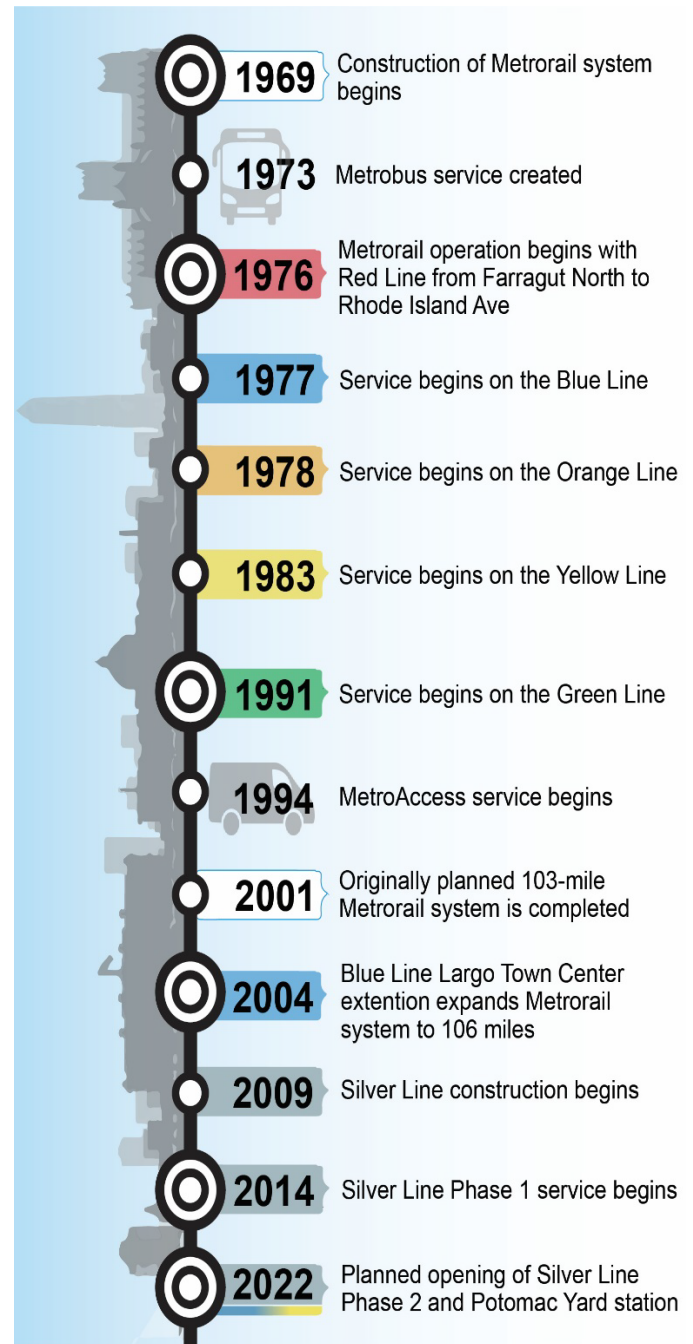 1969
Construction of Metrorail system
begins
1973
Metrobus service created
1976
Metrorail operation begins with
Red Line from Farragut North to
Rhode Island Ave
1977
Service begins on the Blue Line
1978
Service begins on the Orange Line
1983
Service begins on the Yellow Line
1991
Service begins on the Green Line
1994
MetroAccess service begins
2001
Originally planned 103-mile
Metrorail system is completed
2004
Blue Line Largo Town Center
extention expands Metrorail
system to 106 miles
2009
Silver Line construction begins
2014
Silver Line Phase 1 service begins
2022
Planned opening of Silver Line
Phase 2 and Potomac Yard station